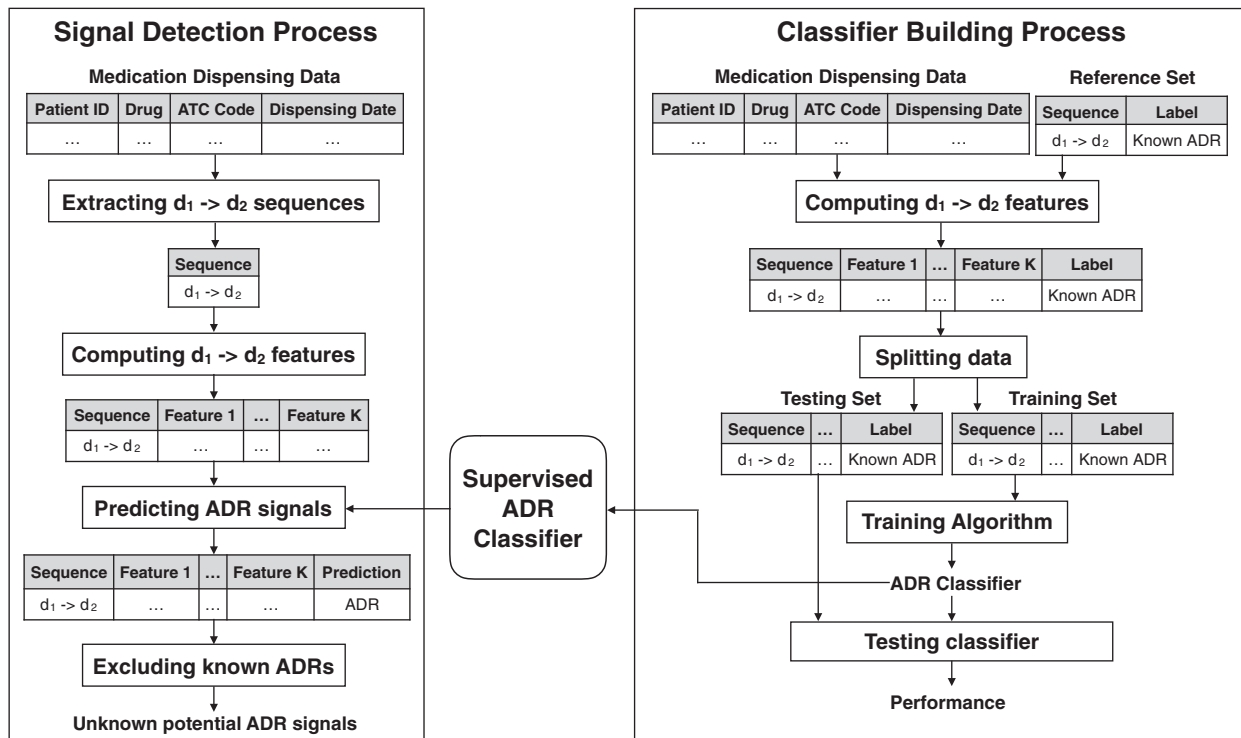 Signal Detection Process
Medication Dispensing Data
Patient ID Drug ATC Code Dispensing Date
... ... ... ...
Extracting d₁ -> d₂ sequences
Sequence
d₁ -> d₂
Computing d₁ -> d₂ features
Sequence Feature 1 ... Feature K
d₁ -> d₂ ... ... ...
Predicting ADR signals
Sequence Feature 1 ... Feature K Prediction
d₁ -> d₂ ... ... ... ADR
Excluding known ADRs
Unknown potential ADR signals
Supervised
ADR
Classifier
Classifier Building Process
Medication Dispensing Data
Patient ID Drug ATC Code Dispensing Date
... ... ... ...
Reference Set
Sequence Label
d₁ -> d₂ Known ADR
Computing d₁ -> d₂ features
Sequence Feature 1 ... Feature K Label
d₁ -> d₂ ... ... ... Known ADR
Splitting data
Testing Set
Sequence ... Label
d₁ -> d₂ ... Known ADR
Training Set
Sequence ... Label
d₁ -> d₂ ... Known ADR
Training Algorithm
ADR Classifier
Testing classifier
Performance